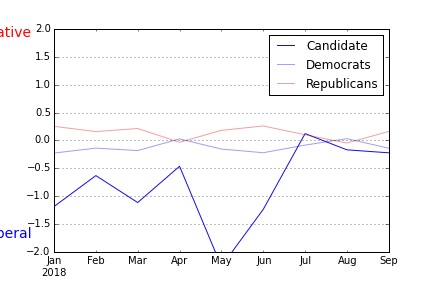 ative
2.0
Candidate
Democrats
Republicans
1.5
1.0
0.5
0.0
−0.5
−1.0
−1.5
beral
−2.0
Jan Feb Mar Apr May Jun Jul Aug Sep
2018